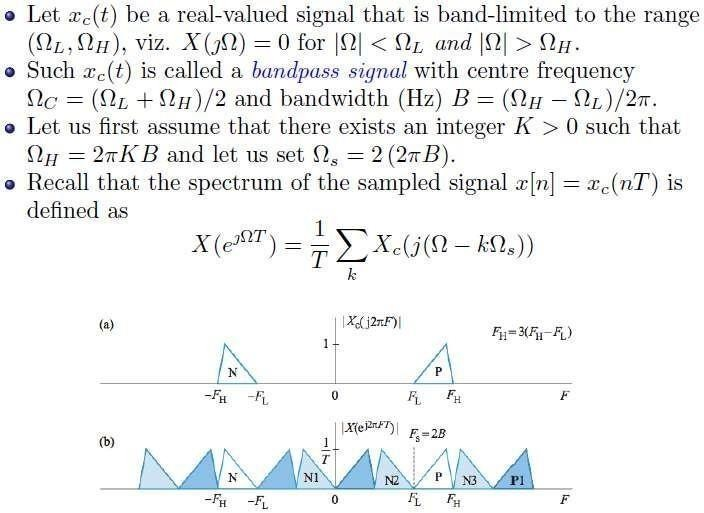 Let x_c(t) be a real-valued signal that is band-limited to the range
(Ω_L, Ω_H), viz. X(ȷΩ) = 0 for |Ω| < Ω_L and |Ω| > Ω_H.
Such x_c(t) is called a bandpass signal with centre frequency
Ω_C = (Ω_L + Ω_H)/2 and bandwidth (Hz) B = (Ω_H − Ω_L)/2π.
Let us first assume that there exists an integer K > 0 such that
Ω_H = 2πKB and let us set Ω_s = 2 (2πB).
Recall that the spectrum of the sampled signal x[n] = x_c(nT) is
defined as
X(e^{ȷΩT}) = 1/T ∑_k X_c(j(Ω − kΩ_s))
(a) |X_c(j2πF)| F_H=3(F_H−F_L)
1
N P
−F_H −F_L 0 F_L F_H F
(b) |X(e^{j2πFT})| F_s=2B
1/T
N N1 N2 P N3 P1
−F_H −F_L 0 F_L F_H F